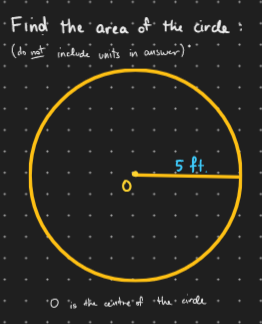 Find the area of the circle :
(do not include units in answer)
5 ft
O
O is the centre of the circle